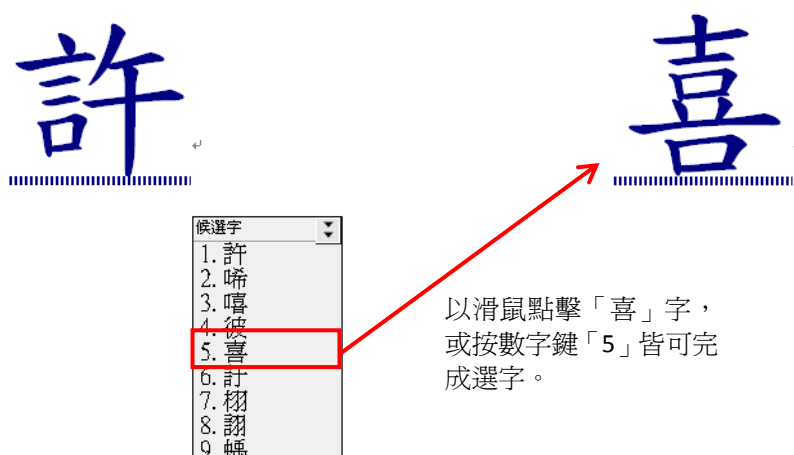 許
喜
候選字
1. 許
2. 唏
3. 嘻
4. 彼
5. 喜
6. 訏
7. 栩
8. 詡
以滑鼠點擊「喜」字，
或按數字鍵「5」皆可完
成選字。